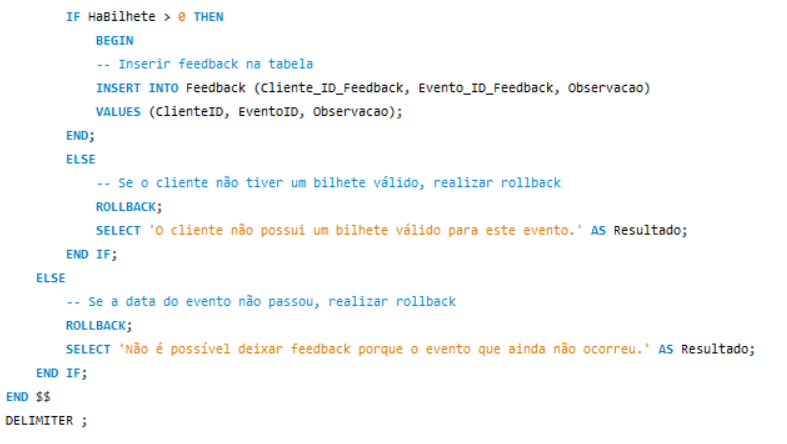 IF HaBilhete > 0 THEN
BEGIN
-- Inserir feedback na tabela
INSERT INTO Feedback (Cliente_ID_Feedback, Evento_ID_Feedback, Observacao)
VALUES (ClienteID, EventoID, Observacao);
END;
ELSE
-- Se o cliente não tiver um bilhete válido, realizar rollback
ROLLBACK;
SELECT 'O cliente não possui um bilhete válido para este evento.' AS Resultado;
END IF;
ELSE
-- Se a data do evento não passou, realizar rollback
ROLLBACK;
SELECT 'Não é possível deixar feedback porque o evento que ainda não ocorreu.' AS Resultado;
END IF;
END $$
DELIMITER ;